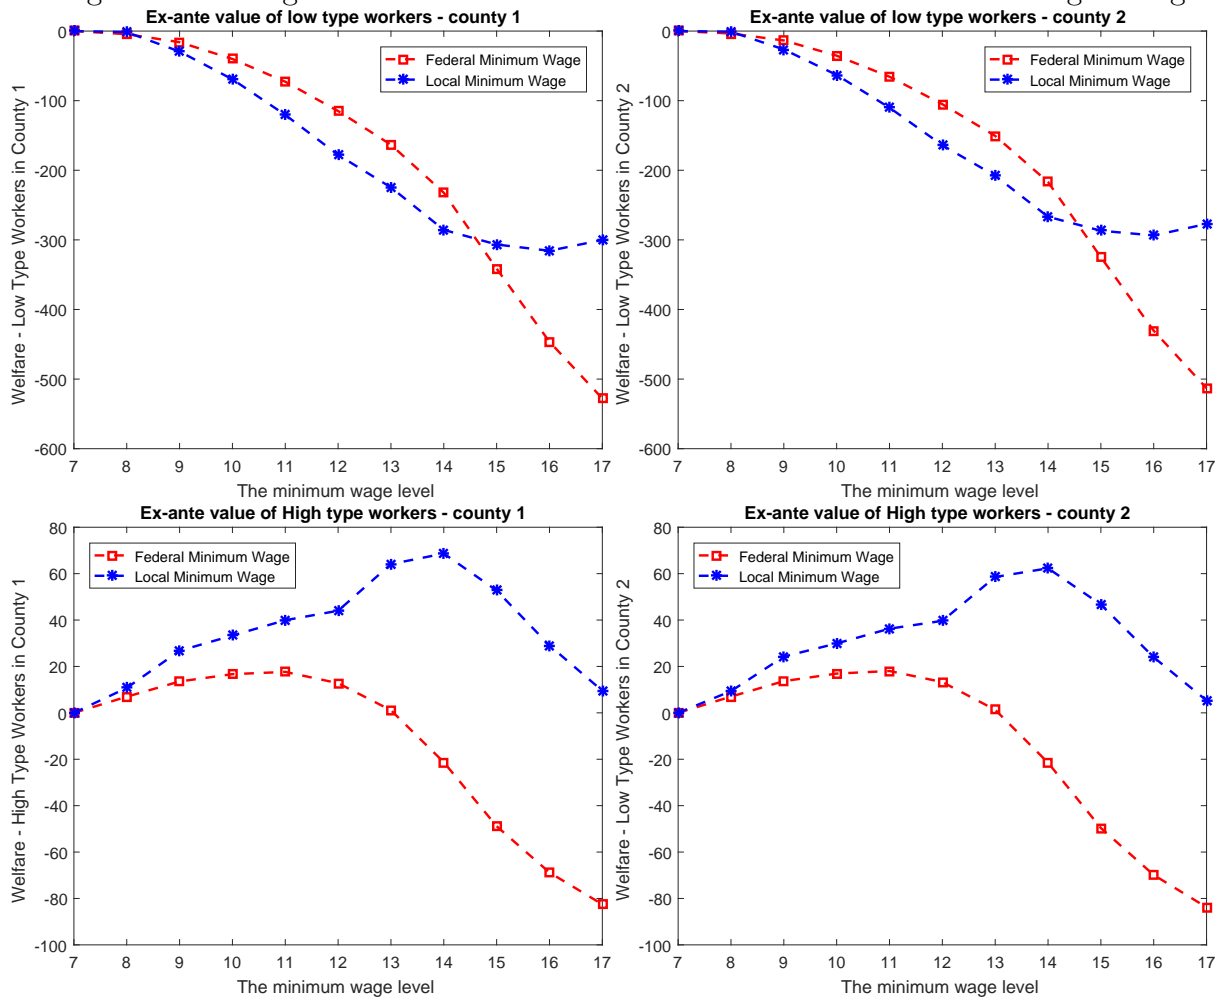 Ex-ante value of low type workers - county 1
Welfare - Low Type Workers in County 1
0
-100
-200
-300
-400
-500
-600
Federal Minimum Wage
Local Minimum Wage
7 8 9 10 11 12 13 14 15 16 17
The minimum wage level
Ex-ante value of low type workers - county 2
Welfare - Low Type Workers in County 2
0
-100
-200
-300
-400
-500
-600
Federal Minimum Wage
Local Minimum Wage
7 8 9 10 11 12 13 14 15 16 17
The minimum wage level
Ex-ante value of High type workers - county 1
Welfare - High Type Workers in County 1
80
60
40
20
0
-20
-40
-60
-80
-100
Federal Minimum Wage
Local Minimum Wage
7 8 9 10 11 12 13 14 15 16 17
The minimum wage level
Ex-ante value of High type workers - county 2
Welfare - Low Type Workers in County 2
80
60
40
20
0
-20
-40
-60
-80
-100
Federal Minimum Wage
Local Minimum Wage
7 8 9 10 11 12 13 14 15 16 17
The minimum wage level